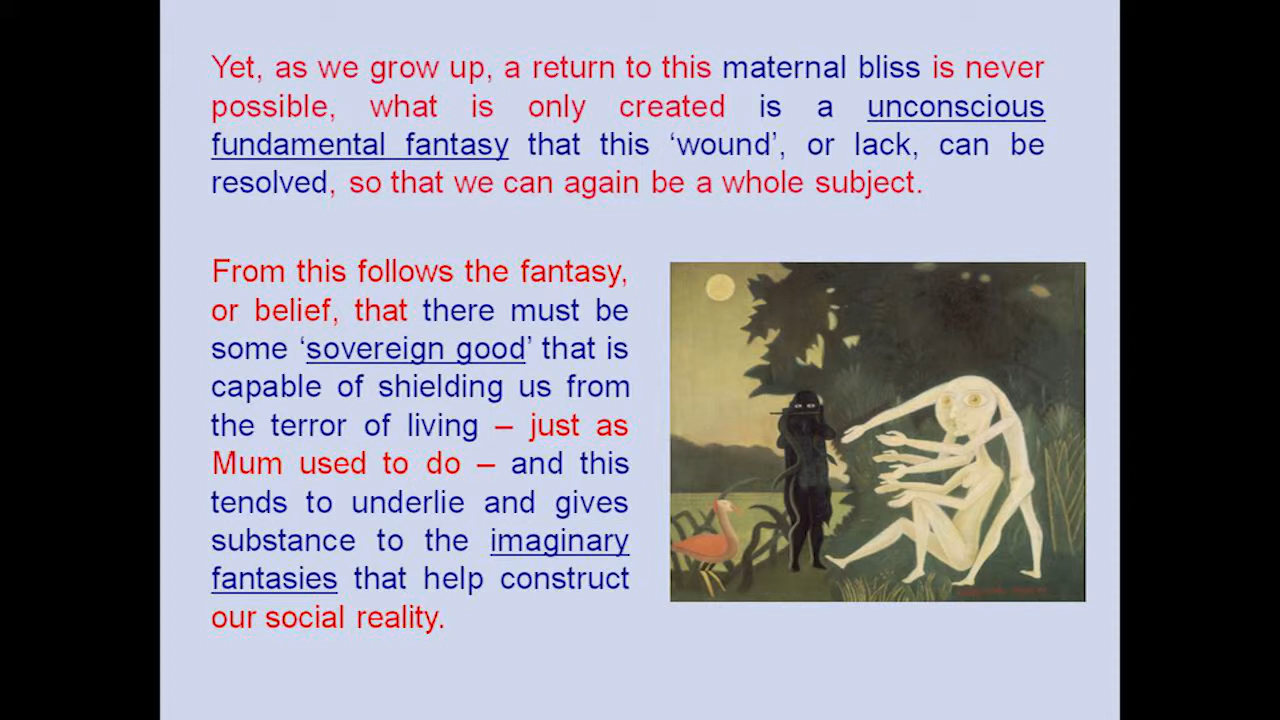 Yet, as we grow up, a return to this maternal bliss is never
possible, what is only created is a unconscious
fundamental fantasy that this ‘wound’, or lack, can be
resolved, so that we can again be a whole subject.
From this follows the fantasy,
or belief, that there must be
some ‘sovereign good’ that is
capable of shielding us from
the terror of living – just as
Mum used to do – and this
tends to underlie and gives
substance to the imaginary
fantasies that help construct
our social reality.